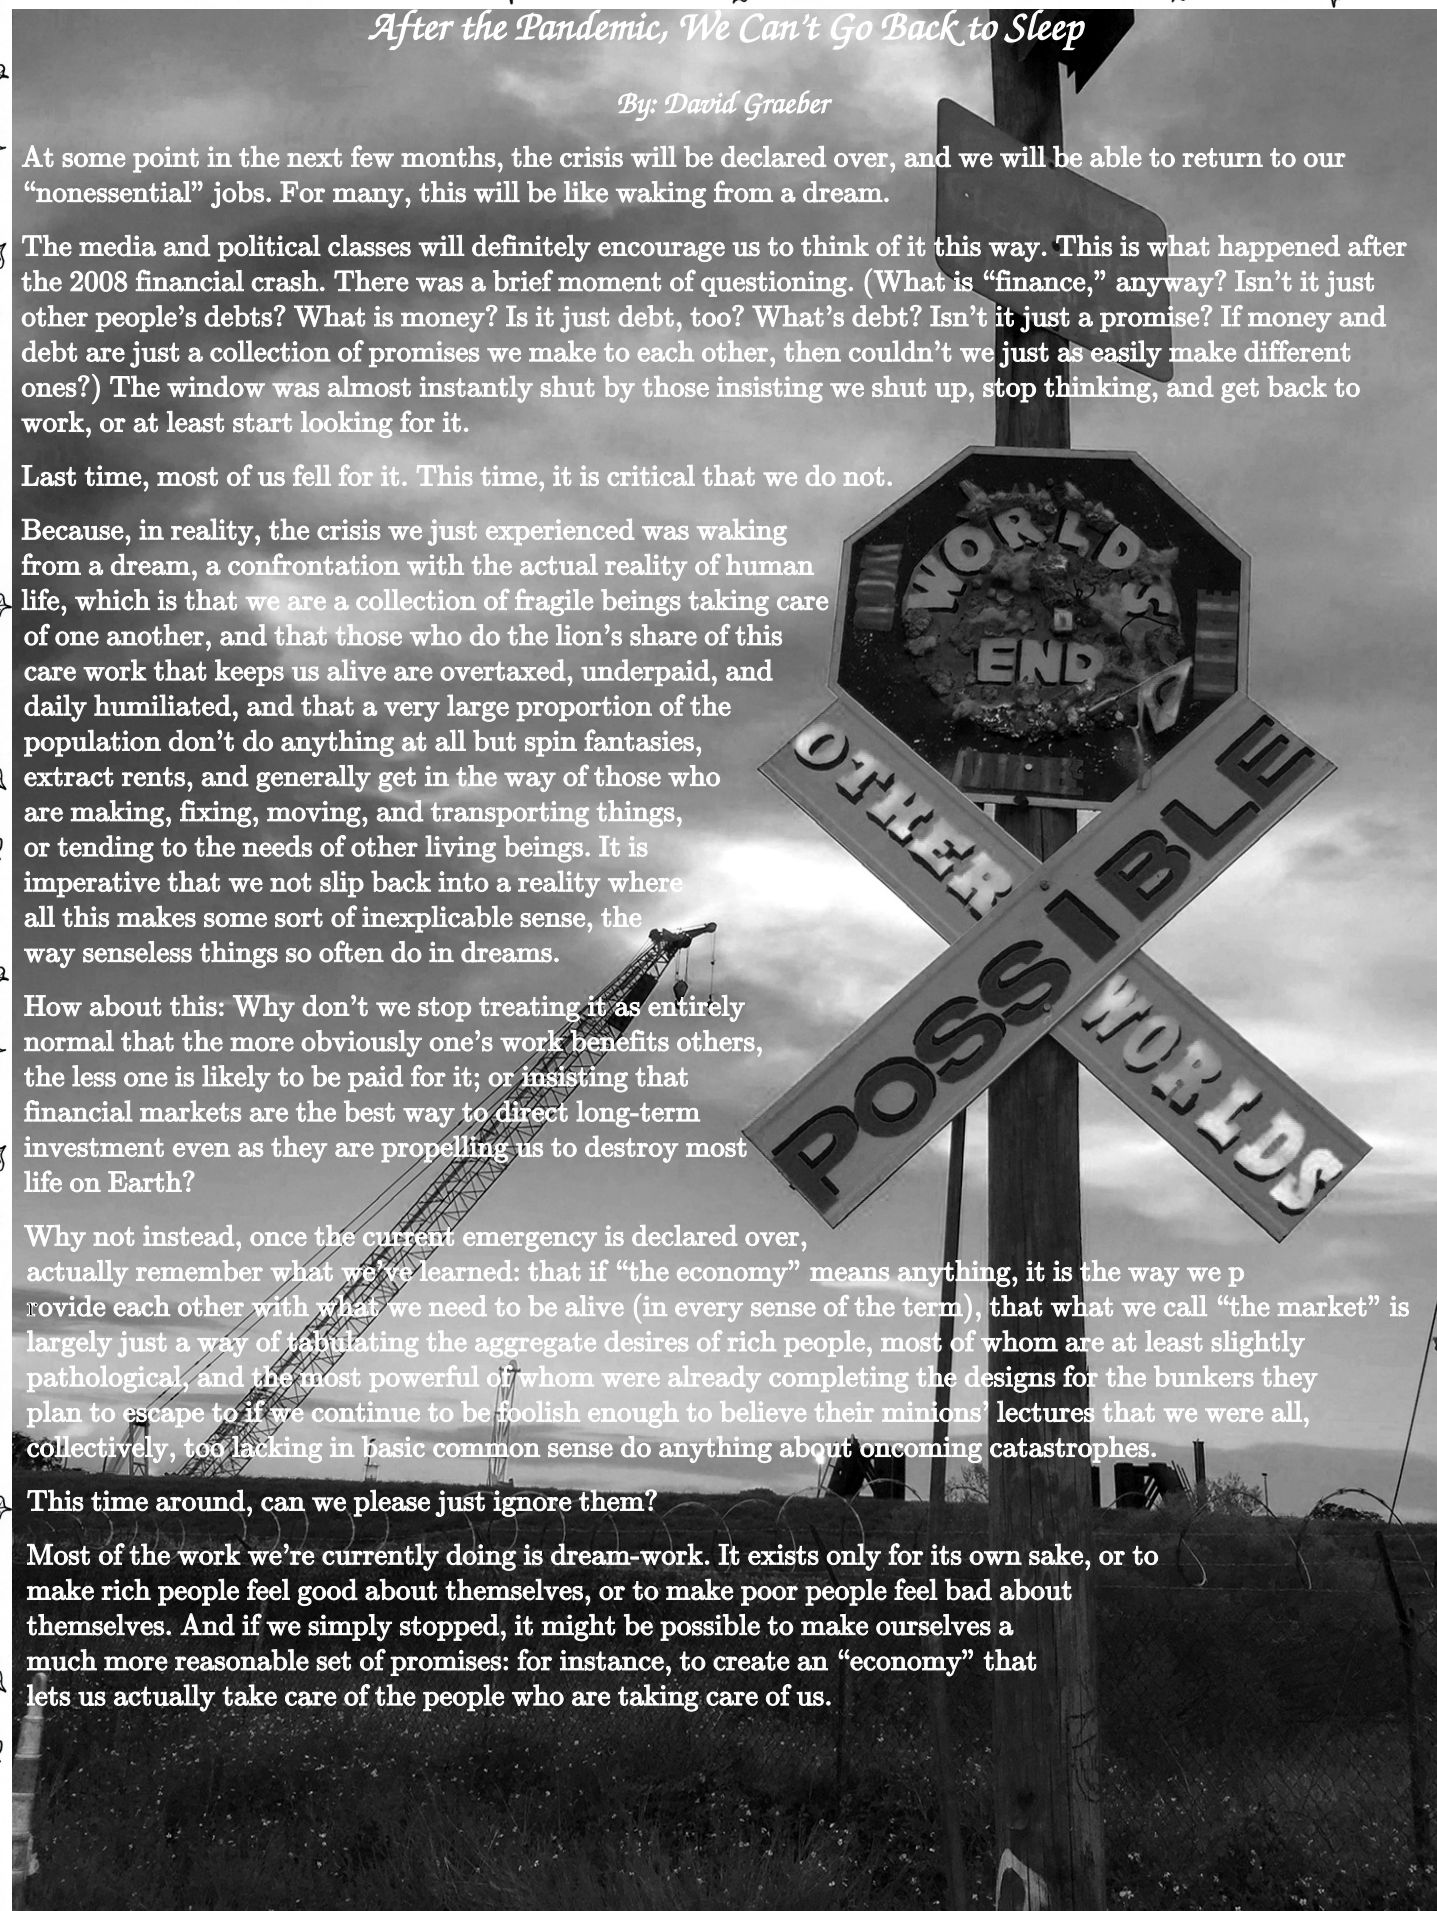 After the Pandemic, We Can't Go Back to Sleep
By: David Graeber
At some point in the next few months, the crisis will be declared over, and we will be able to return to our
“nonessential” jobs. For many, this will be like waking from a dream.
The media and political classes will definitely encourage us to think of it this way. This is what happened after
the 2008 financial crash. There was a brief moment of questioning. (What is “finance,” anyway? Isn’t it just
other people’s debts? What is money? Is it just debt, too? What’s debt? Isn’t it just a promise? If money and
debt are just a collection of promises we make to each other, then couldn’t we just as easily make different
ones?) The window was almost instantly shut by those insisting we shut up, stop thinking, and get back to
work, or at least start looking for it.
Last time, most of us fell for it. This time, it is critical that we do not.
Because, in reality, the crisis we just experienced was waking
from a dream, a confrontation with the actual reality of human
life, which is that we are a collection of fragile beings taking care
of one another, and that those who do the lion’s share of this
care work that keeps us alive are overtaxed, underpaid, and
daily humiliated, and that a very large proportion of the
population don’t do anything at all but spin fantasies,
extract rents, and generally get in the way of those who
are making, fixing, moving, and transporting things,
or tending to the needs of other living beings. It is
imperative that we not slip back into a reality where
all this makes some sort of inexplicable sense, the
way senseless things so often do in dreams.
How about this: Why don’t we stop treating it as entirely
normal that the more obviously one’s work benefits others,
the less one is likely to be paid for it; or insisting that
financial markets are the best way to direct long-term
investment even as they are propelling us to destroy most
life on Earth?
Why not instead, once the current emergency is declared over,
actually remember what we’ve learned: that if “the economy” means anything, it is the way we p
rovide each other with what we need to be alive (in every sense of the term), that what we call “the market” is
largely just a way of tabulating the aggregate desires of rich people, most of whom are at least slightly
pathological, and the most powerful of whom were already completing the designs for the bunkers they
plan to escape to if we continue to be foolish enough to believe their minions’ lectures that we were all,
collectively, too lacking in basic common sense do anything about oncoming catastrophes.
This time around, can we please just ignore them?
Most of the work we’re currently doing is dream-work. It exists only for its own sake, or to
make rich people feel good about themselves, or to make poor people feel bad about
themselves. And if we simply stopped, it might be possible to make ourselves a
much more reasonable set of promises: for instance, to create an “economy” that
lets us actually take care of the people who are taking care of us.
WORLDS
END
OTHER
WORLDS
POSSIBLE